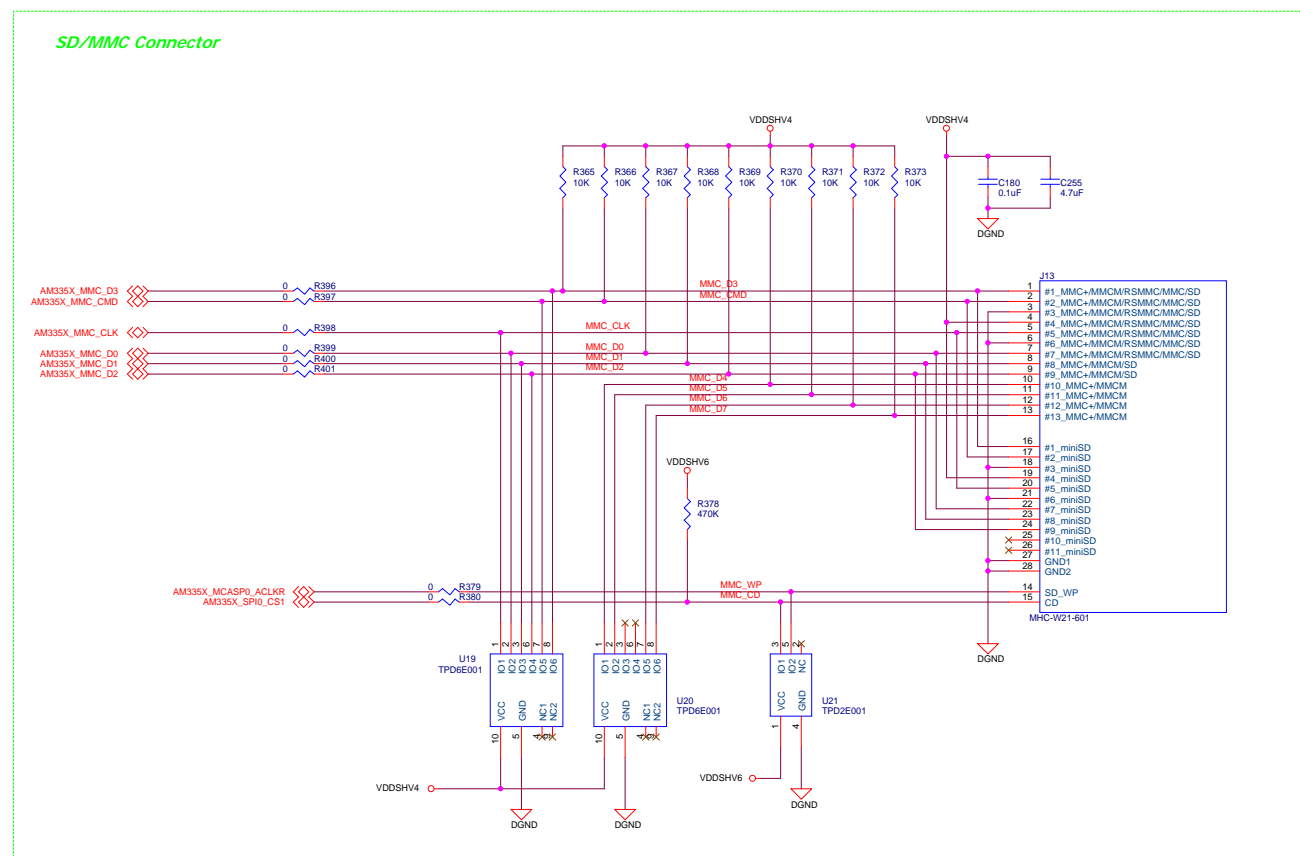 SD/MMC Connector
VDDSHV4
VDDSHV4
R365
10K
R366
10K
R367
10K
R368
10K
R369
10K
R370
10K
R371
10K
R372
10K
R373
10K
C180
0.1uF
C255
4.7uF
DGND
J13
AM335X_MMC_D3
0
R396
MMC_D3
1
#1_MMC+/MMCM/RSMMC/MMC/SD
AM335X_MMC_CMD
0
R397
MMC_CMD
2
#2_MMC+/MMCM/RSMMC/MMC/SD
3
#3_MMC+/MMCM/RSMMC/MMC/SD
4
#4_MMC+/MMCM/RSMMC/MMC/SD
AM335X_MMC_CLK
0
R398
MMC_CLK
5
#5_MMC+/MMCM/RSMMC/MMC/SD
6
#6_MMC+/MMCM/RSMMC/MMC/SD
AM335X_MMC_D0
0
R399
MMC_D0
7
#7_MMC+/MMCM/RSMMC/MMC/SD
AM335X_MMC_D1
0
R400
MMC_D1
8
#8_MMC+/MMCM/SD
AM335X_MMC_D2
0
R401
MMC_D2
9
#9_MMC+/MMCM/SD
MMC_D4
10
#10_MMC+/MMCM
MMC_D5
11
#11_MMC+/MMCM
MMC_D6
12
#12_MMC+/MMCM
MMC_D7
13
#13_MMC+/MMCM
16
#1_miniSD
17
#2_miniSD
18
#3_miniSD
19
#4_miniSD
20
#5_miniSD
21
#6_miniSD
22
#7_miniSD
23
#8_miniSD
24
#9_miniSD
25
#10_miniSD
26
#11_miniSD
27
GND1
28
GND2
VDDSHV6
R378
470K
AM335X_MCASP0_ACLKR
0
R379
MMC_WP
14
SD_WP
AM335X_SPI0_CS1
0
R380
MMC_CD
15
CD
MHC-W21-601
DGND
U19
TPD6E001
1
2
3
6
7
8
IO1
IO2
IO3
IO4
IO5
IO6
VCC
GND
NC1
NC2
10
5
4
9
1
2
3
6
7
8
IO1
IO2
IO3
IO4
IO5
IO6
VCC
GND
NC1
NC2
10
5
4
9
U20
TPD6E001
3
5
2
IO1
IO2
NC
VCC
GND
1
4
U21
TPD2E001
VDDSHV4
VDDSHV6
DGND
DGND
DGND